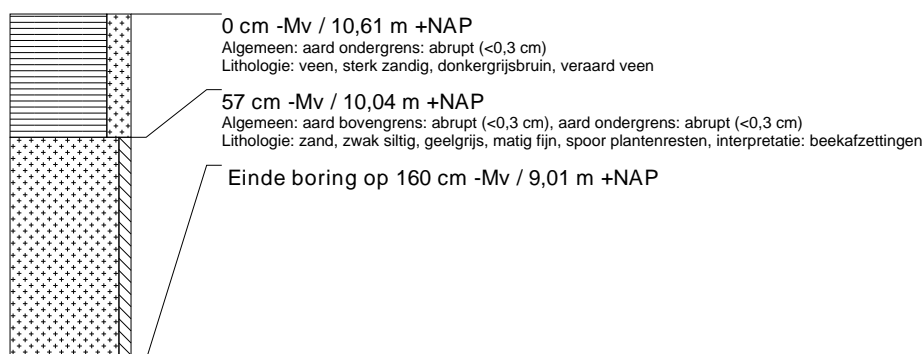 0 cm -Mv / 10,61 m +NAP
Algemeen: aard ondergrens: abrupt (<0,3 cm)
Lithologie: veen, sterk zandig, donkergrijsbruin, veraard veen
57 cm -Mv / 10,04 m +NAP
Algemeen: aard bovengrens: abrupt (<0,3 cm), aard ondergrens: abrupt (<0,3 cm)
Lithologie: zand, zwak siltig, geelgrijs, matig fijn, spoor plantenresten, interpretatie: beekafzettingen
Einde boring op 160 cm -Mv / 9,01 m +NAP